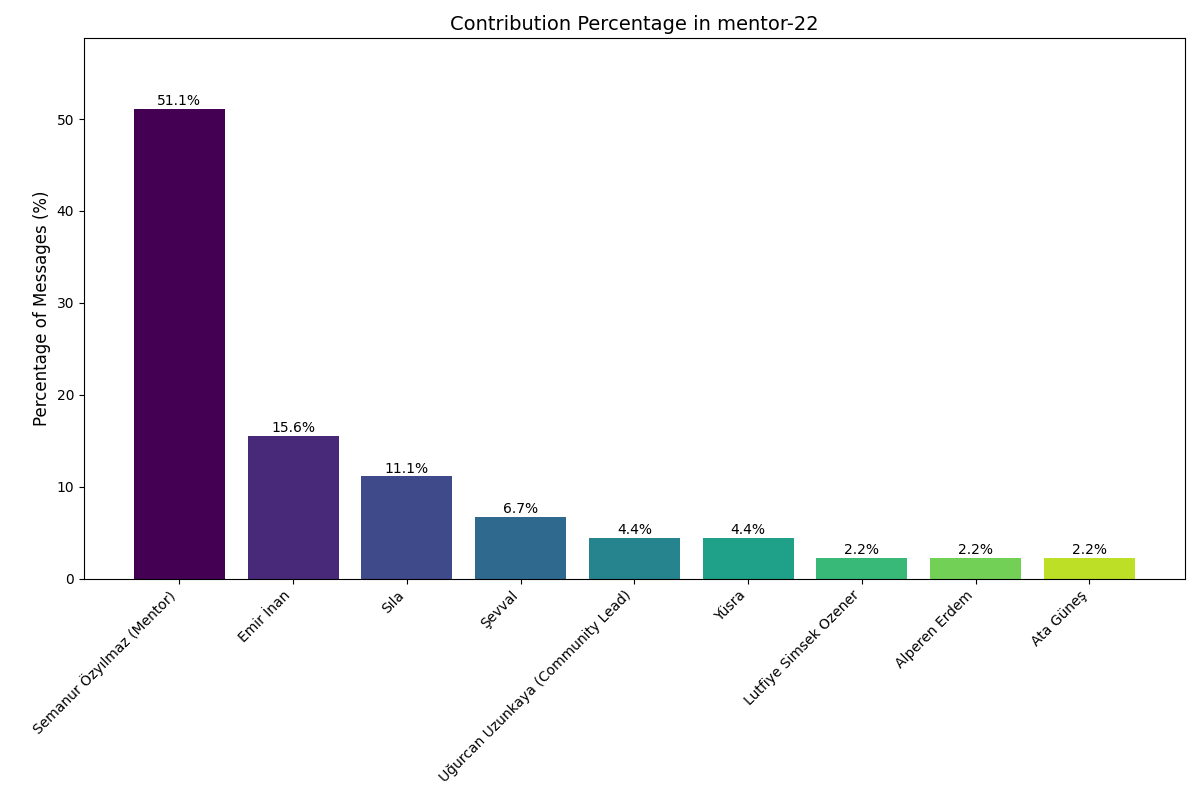 Contribution Percentage in mentor-22
Percentage of Messages (%)
50
40
30
20
10
0
51.1%
15.6%
11.1%
6.7%
4.4%
4.4%
2.2%
2.2%
2.2%
Semanur Özyılmaz (Mentor)
Emir İnan
Sıla
Şevval
Uğurcan Uzunkaya (Community Lead)
Yüsra
Lutfiye Simsek Ozener
Alperen Erdem
Ata Güneş